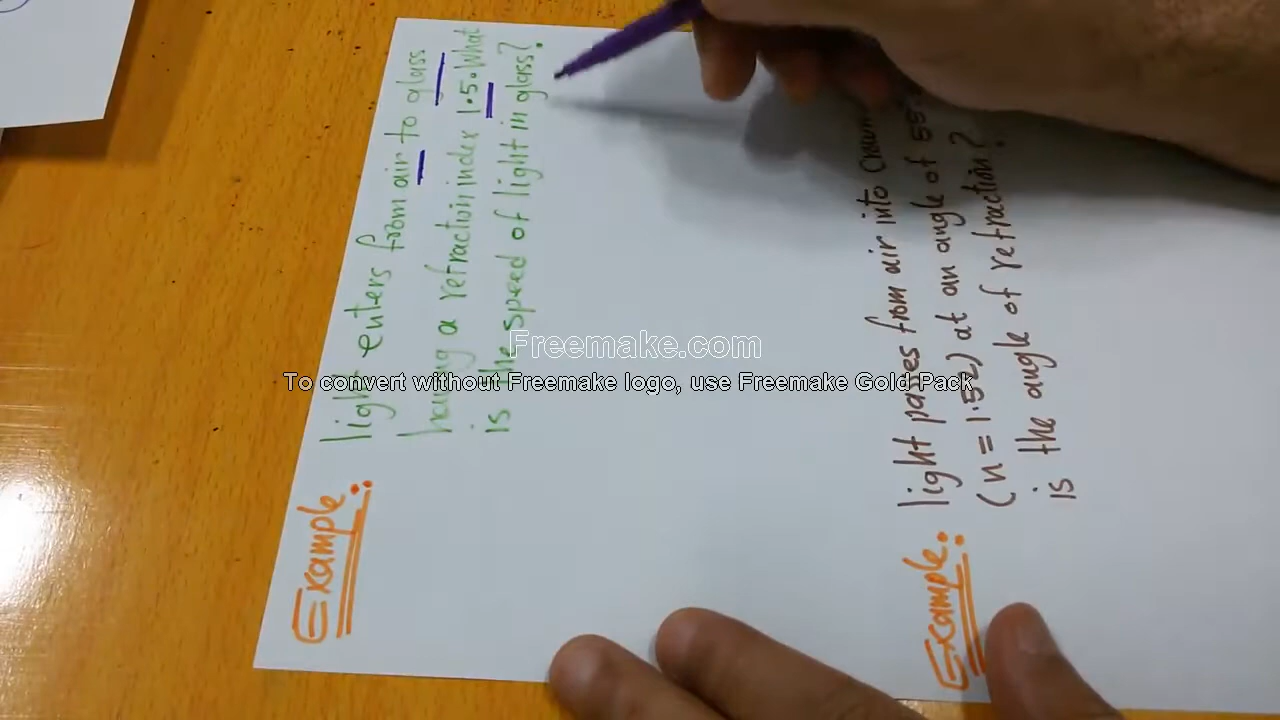 Example:
light enters from air to glass
having a refraction index 1.5. What
is the speed of light in glass?
Example:
light passes from air into crown
(n = 1.52) at an angle of 55
is the angle of refraction?
Freemake.com
To convert without Freemake logo, use Freemake Gold Pack